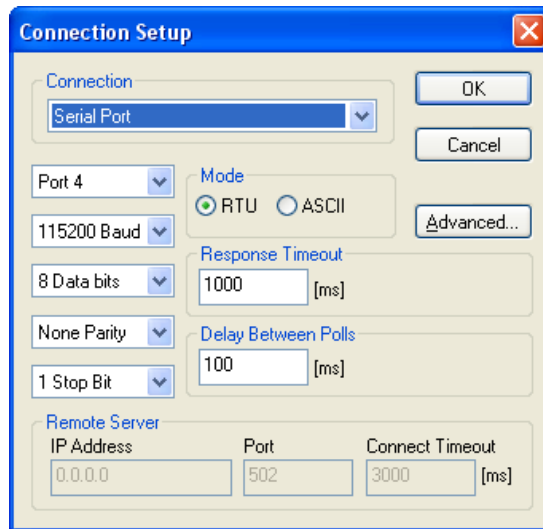 Connection Setup
Connection
Serial Port
OK
Cancel
Advanced...
Port 4
115200 Baud
8 Data bits
None Parity
1 Stop Bit
Mode
RTU ASCII
Response Timeout
1000 [ms]
Delay Between Polls
100 [ms]
Remote Server
IP Address Port Connect Timeout
0.0.0.0 502 3000 [ms]